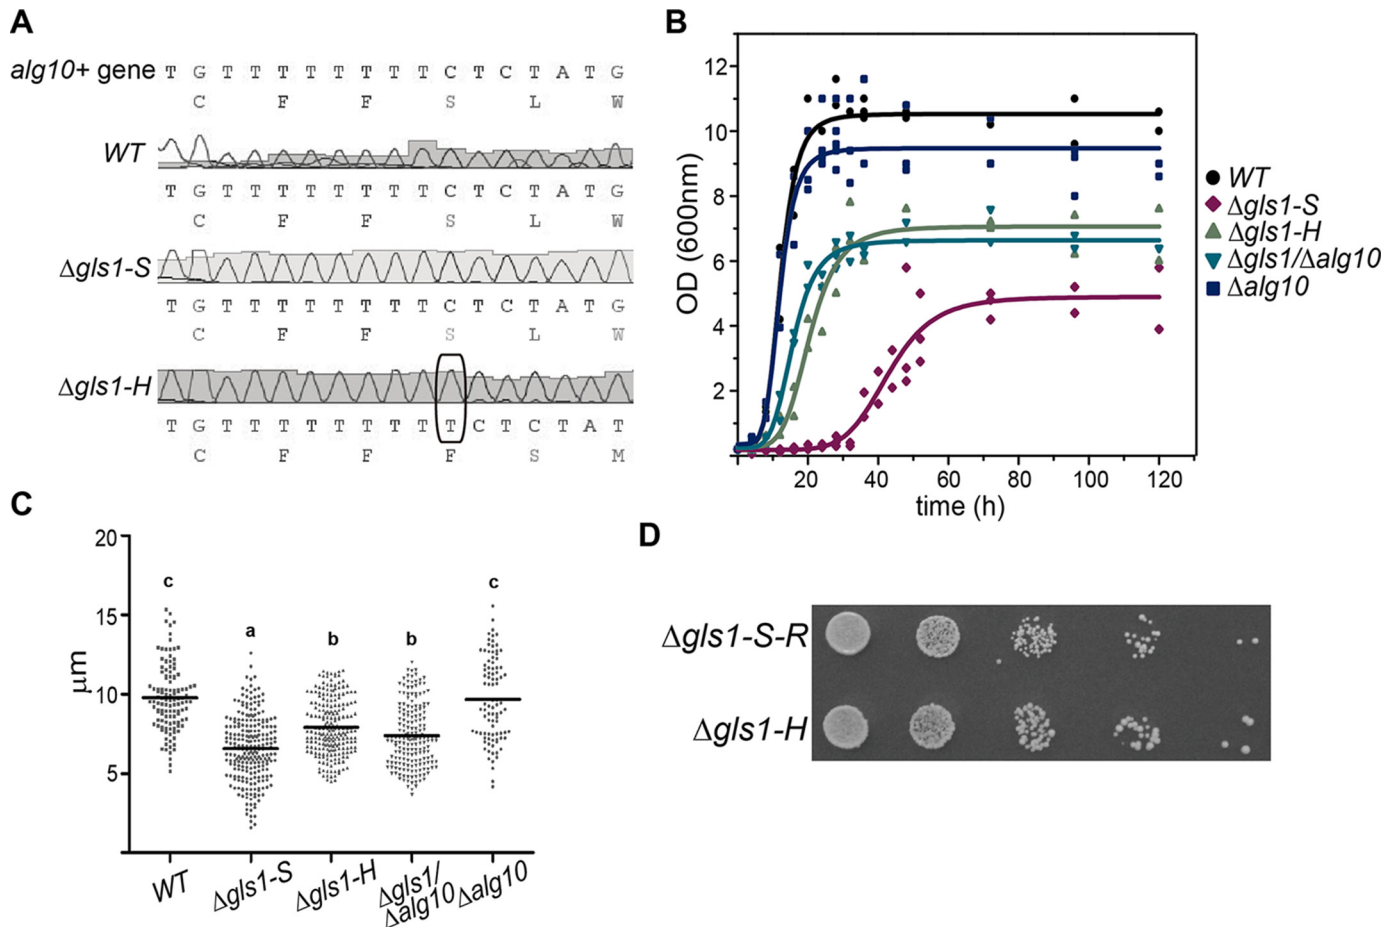 A
alg10+ gene T G T T T T T T T T C T C T A T G
C F F S L W
WT
T G T T T T T T T T C T C T A T G
C F F S L W
Δgls1-S
T G T T T T T T T T C T C T A T G
C F F S L W
Δgls1-H
T G T T T T T T T T T C T C T A T
C F F F S M
B
12
10
8
6
4
2
OD (600nm)
20 40 60 80 100 120
time (h)
WT
Δgls1-S
Δgls1-H
Δgls1/Δalg10
Δalg10
C
20
15
10
5
μm
c a b b c
WT Δgls1-S Δgls1-H Δgls1/ Δalg10
Δalg10
D
Δgls1-S-R
Δgls1-H